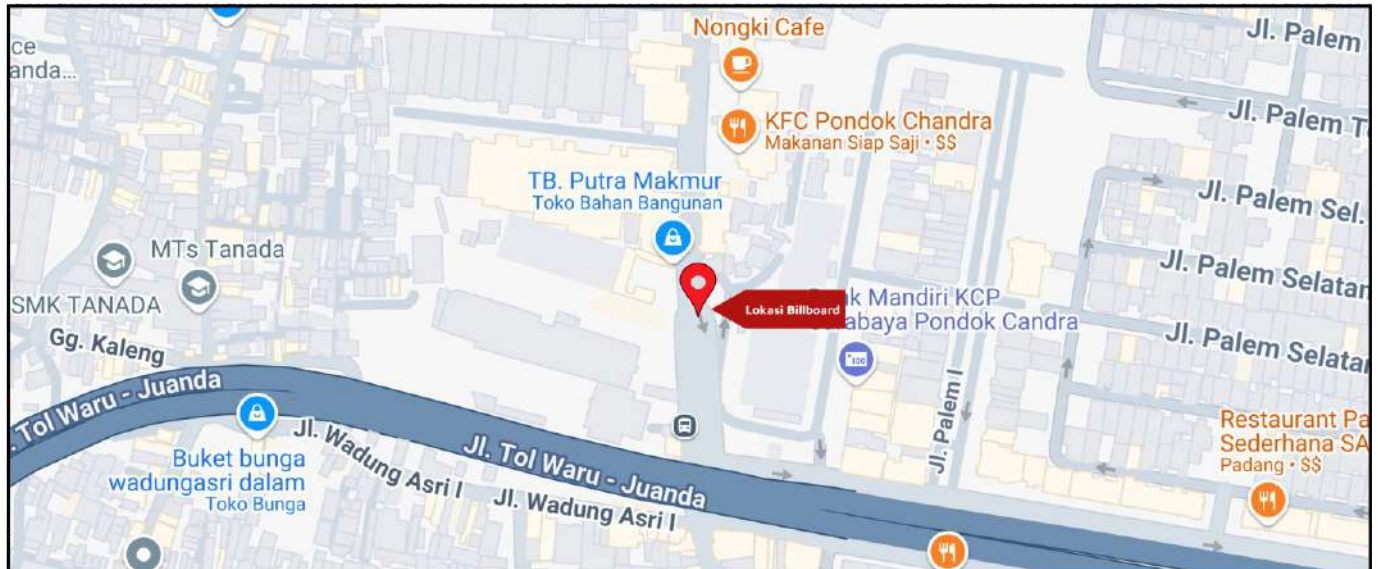 Nongki Cafe
Jl. Palem
ce
anda...
KFC Pondok Chandra
Makanan Siap Saji • $$
Jl. Palem T
TB. Putra Makmur
Toko Bahan Bangunan
Jl. Palem Sel.
MTs Tanada
SMK TANADA
Jl. Palem Selatan
Lokasi Billboard
k Mandiri KCP
abaya Pondok Candra
Gg. Kaleng
Jl. Palem Selata
Jl. Tol Waru - Juanda
Jl. Palem I
Restaurant Pa
Sederhana SA
Padang • $$
Jl. Wadung Asri I
Buket bunga
wadungasri dalam
Toko Bunga
Jl. Tol Waru - Juanda
Jl. Wadung Asri I